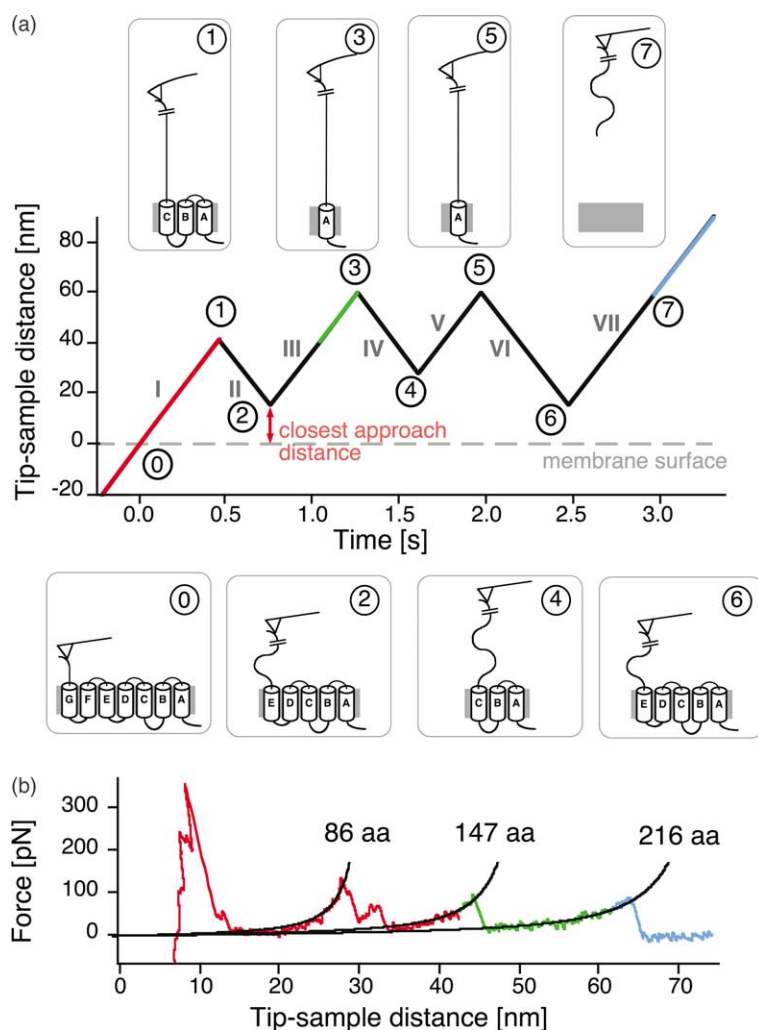 (a)
1
3
5
7
C B A
A
A
Tip-sample distance [nm]
80
60
40
20
0
-20
1
3
5
7
I
II
III
IV
V
VI
VII
0
2
4
6
closest approach
distance
membrane surface
0.0 0.5 1.0 1.5 2.0 2.5 3.0
Time [s]
0
2
4
6
G F E D C B A
E D C B A
C B A
E D C B A
(b)
Force [pN]
300
200
100
0
86 aa 147 aa 216 aa
0 10 20 30 40 50 60 70
Tip-sample distance [nm]